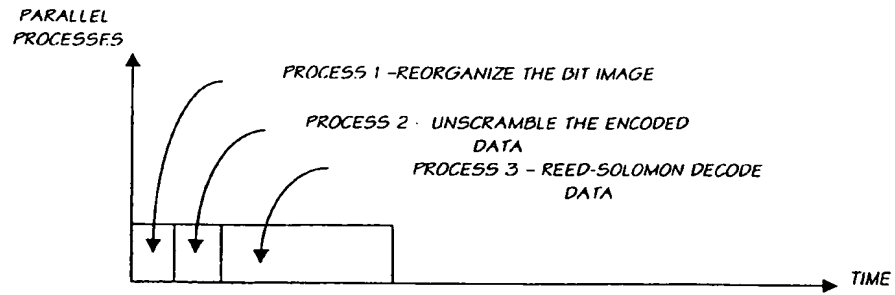 PARALLEL
PROCESSES
PROCESS 1 -REORGANIZE THE BIT IMAGE
PROCESS 2 - UNSCRAMBLE THE ENCODED
DATA
PROCESS 3 - REED-SOLOMON DECODE
DATA
TIME